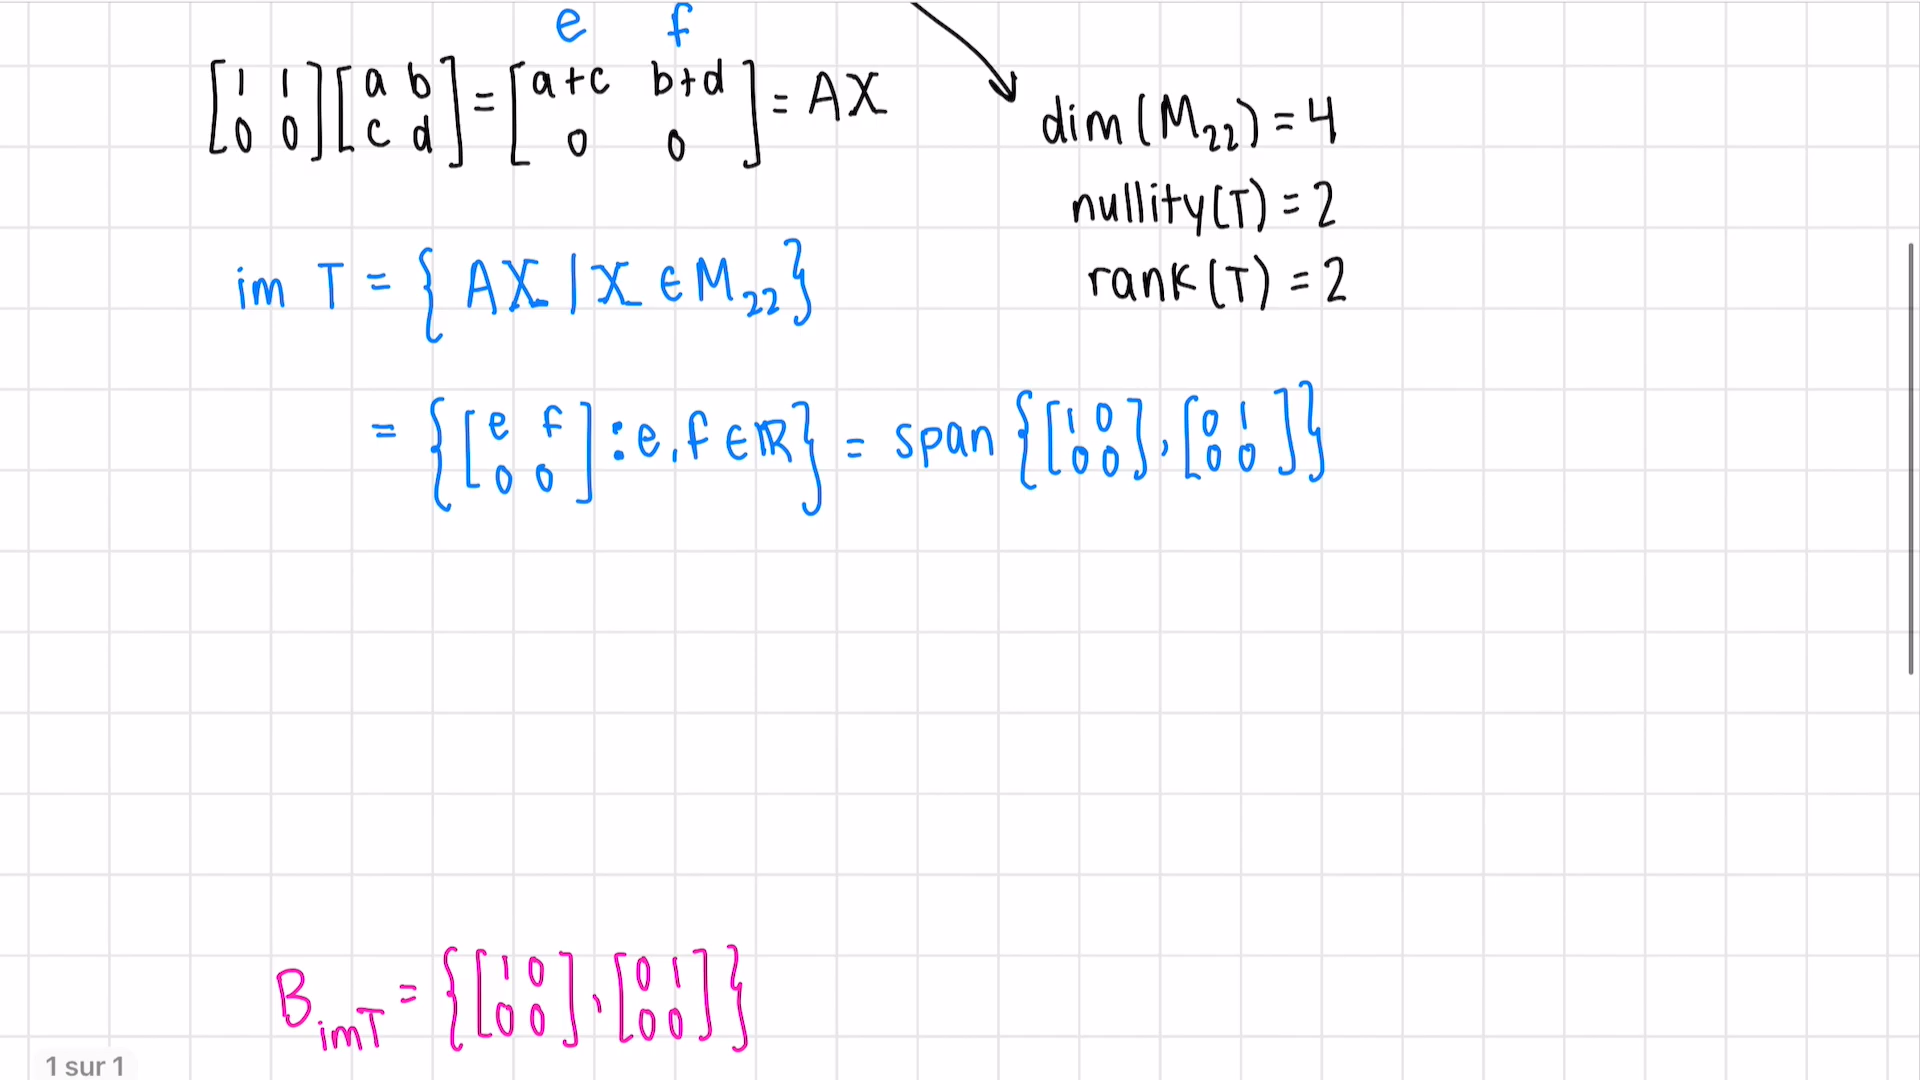 e f
[1 1; 0 0][a b; c d] = [a+c b+d; 0 0] = AX
dim(M₂₂) = 4
nullity(T) = 2
rank(T) = 2
im T = { AX | X ∈ M₂₂ }
= {[e f; 0 0] : e, f ∈ ℝ} = span {[1 0; 0 0], [0 1; 0 0]}
B_imT = {[1 0; 0 0], [0 1; 0 0]}
1 sur 1